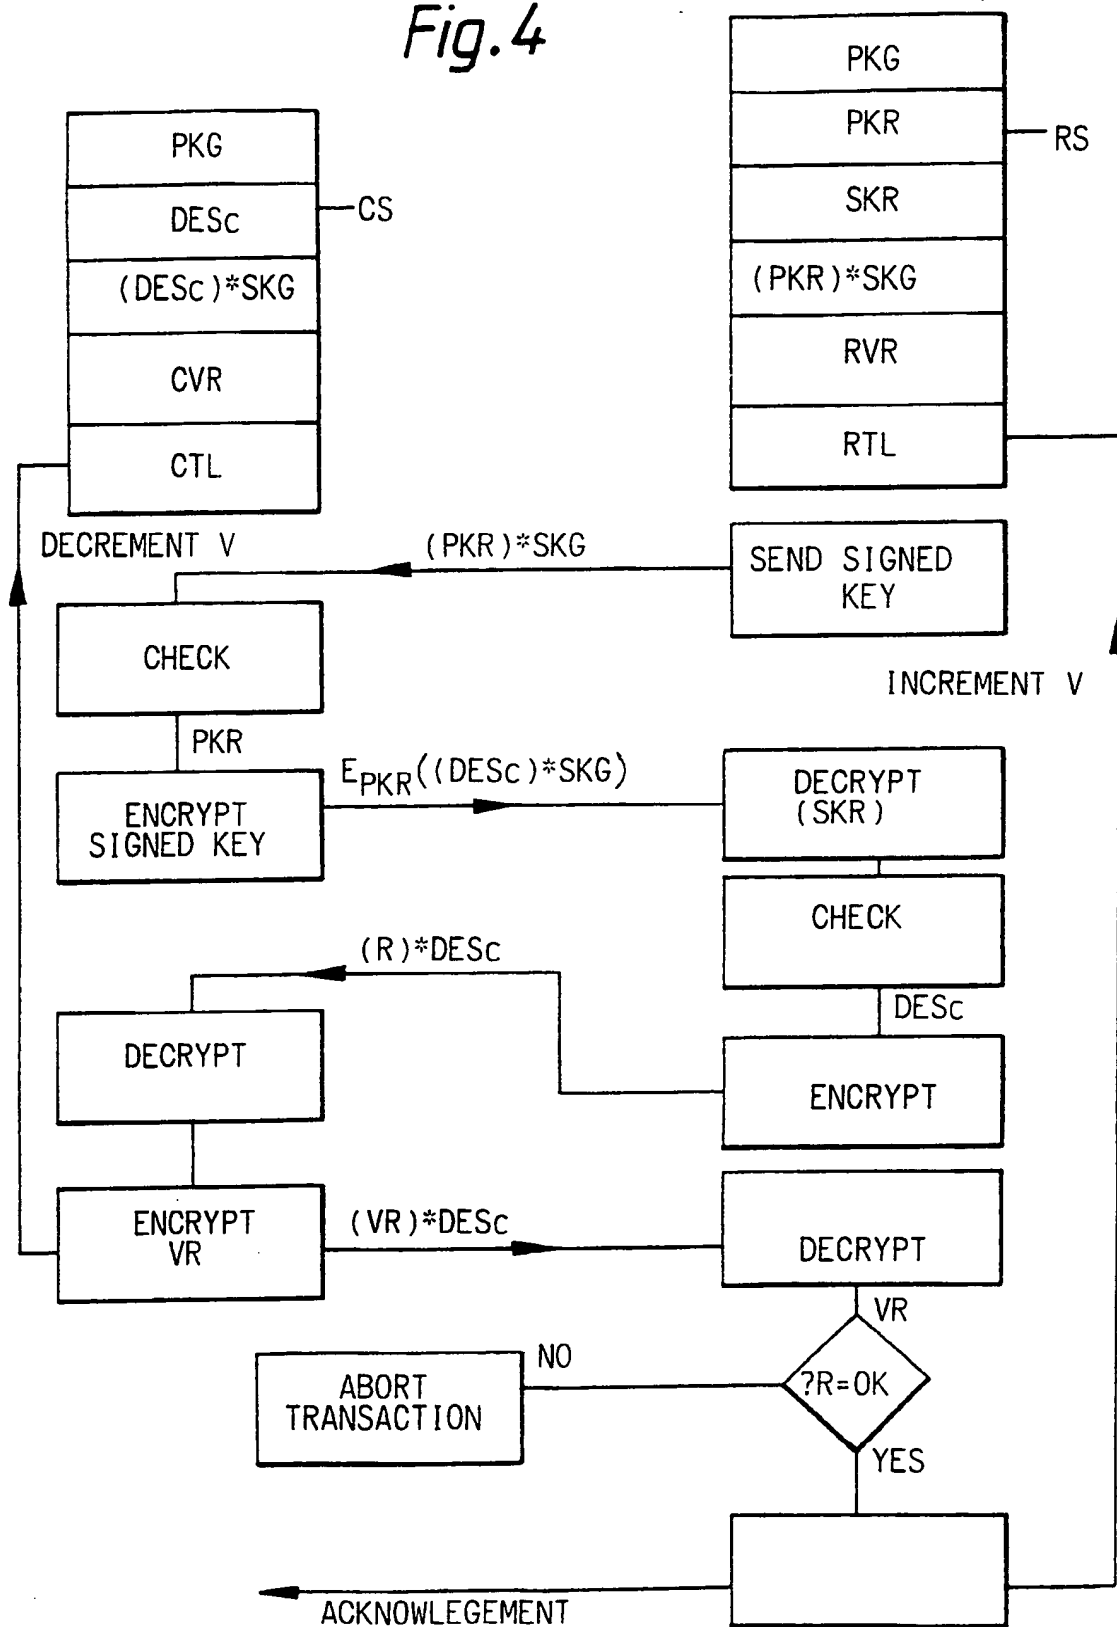 Fig.4
PKG
DESc
(DESc)*SKG
CVR
CTL
CS
PKG
PKR
SKR
(PKR)*SKG
RVR
RTL
RS
DECREMENT V
(PKR)*SKG
SEND SIGNED
KEY
CHECK
INCREMENT V
PKR
ENCRYPT
SIGNED KEY
EPKR((DESc)*SKG)
DECRYPT
(SKR)
CHECK
(R)*DESc
DESc
DECRYPT
ENCRYPT
ENCRYPT
VR
(VR)*DESc
DECRYPT
VR
ABORT
TRANSACTION
NO
?R=OK
YES
ACKNOWLEGEMENT